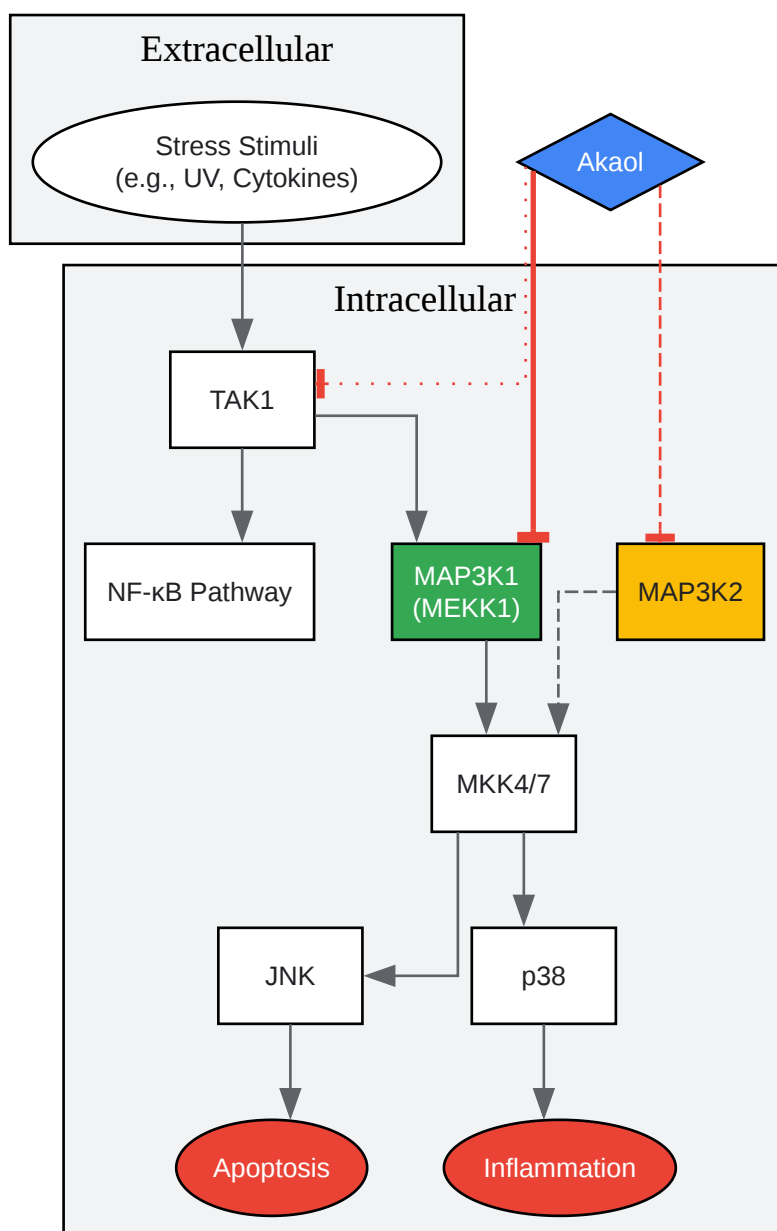 Extracellular
Stress Stimuli
(e.g., UV, Cytokines)
Akaol
Intracellular
TAK1
NF-κB Pathway
MAP3K1
(MEKK1)
MAP3K2
MKK4/7
JNK
p38
Apoptosis
Inflammation